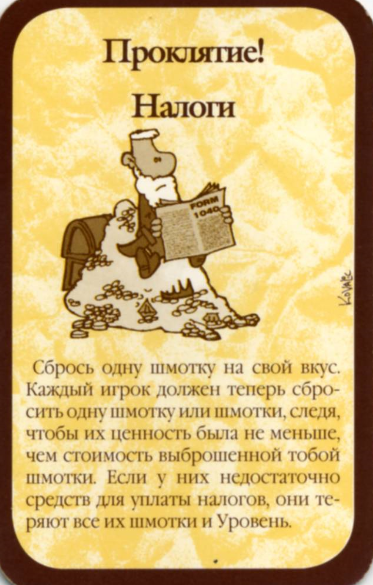 Проклятие!
Налоги
FORM
1040
Kovalic
Сбрось одну шмотку на свой вкус.
Каждый игрок должен теперь сбро-
сить одну шмотку или шмотки, следя,
чтобы их ценность была не меньше,
чем стоимость выброшенной тобой
шмотки. Если у них недостаточно
средств для уплаты налогов, они те-
ряют все их шмотки и Уровень.